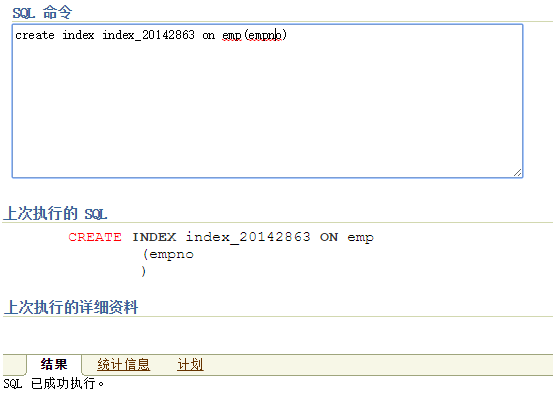 SQL 命令
create index index_20142863 on emp(empno)
上次执行的 SQL
CREATE INDEX index_20142863 ON emp
(empno
)
上次执行的详细资料
结果 统计信息 计划
SQL 已成功执行。